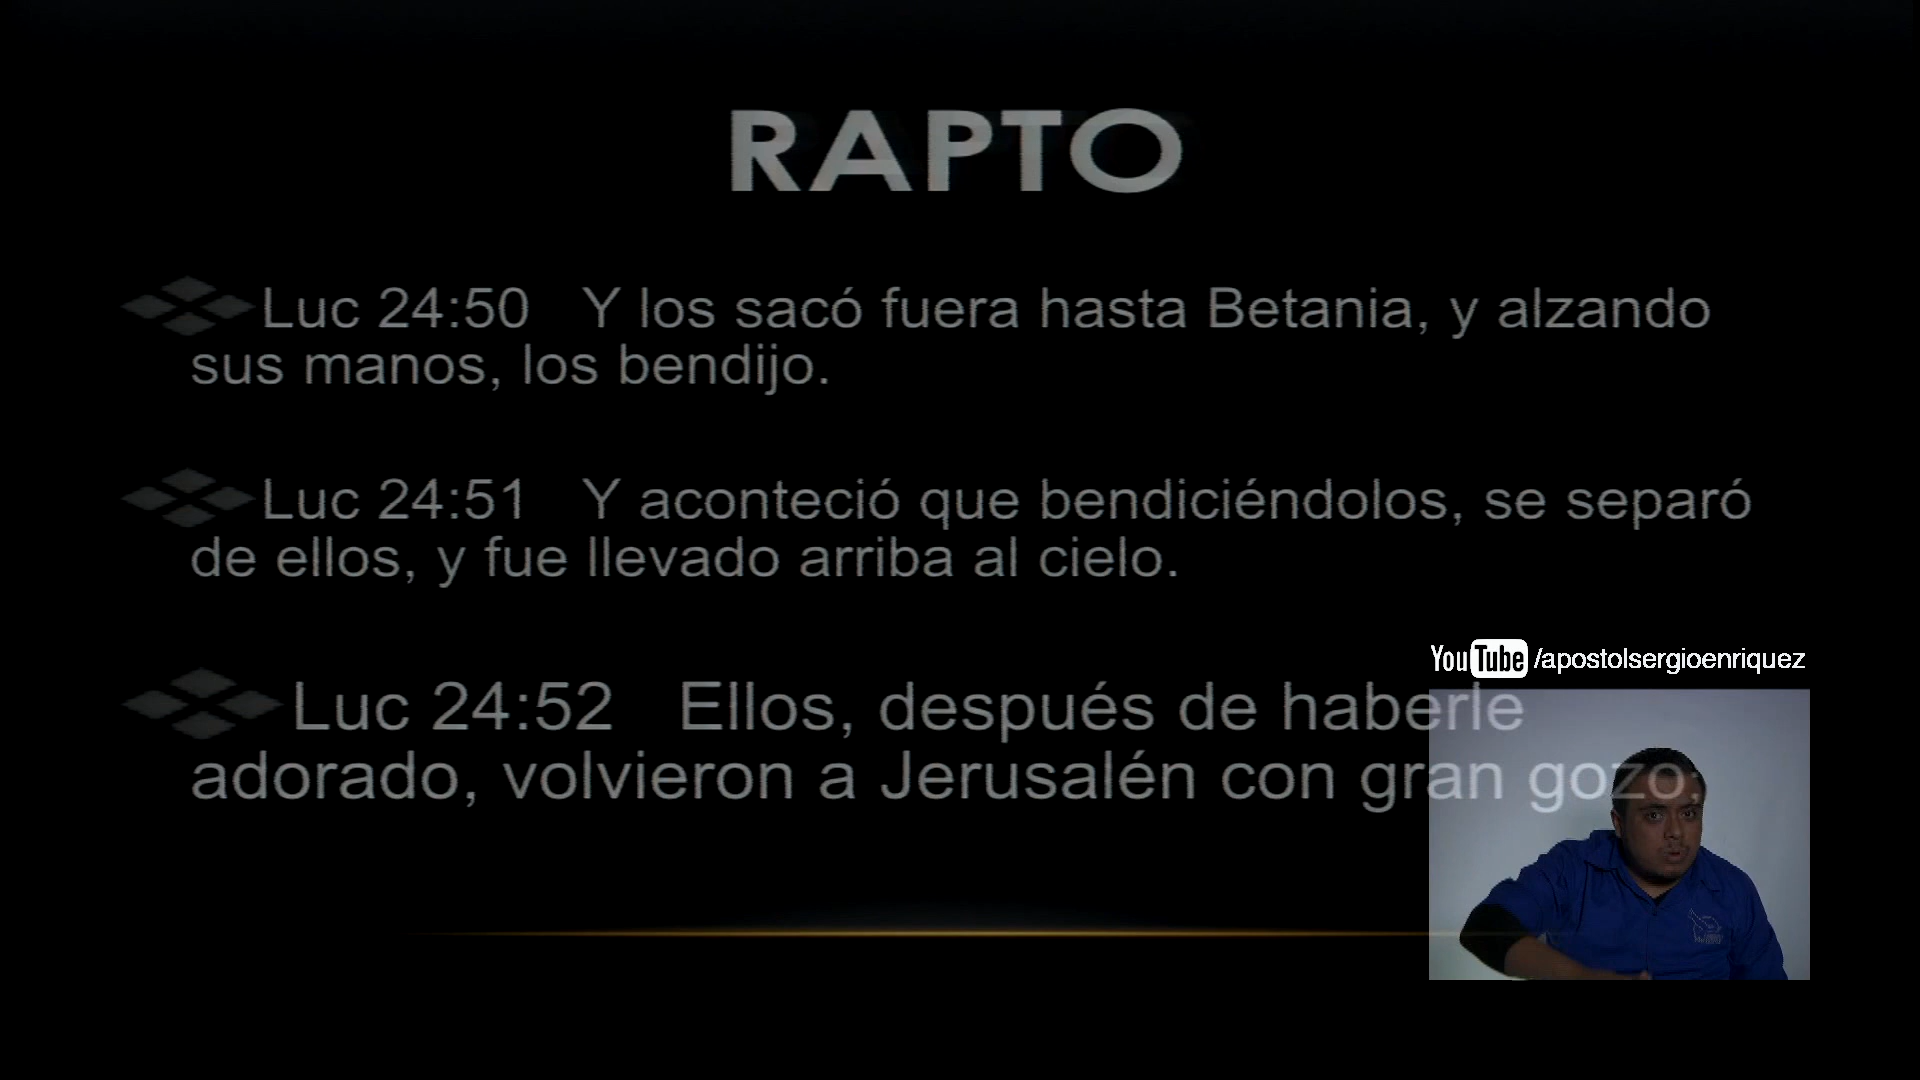 RAPTO
Luc 24:50 Y los sacó fuera hasta Betania, y alzando
sus manos, los bendijo.
Luc 24:51 Y aconteció que bendiciéndolos, se separó
de ellos, y fue llevado arriba al cielo.
YouTube /apostolsergioenriquez
Luc 24:52 Ellos, después de haberle
adorado, volvieron a Jerusalén con gran gozo;